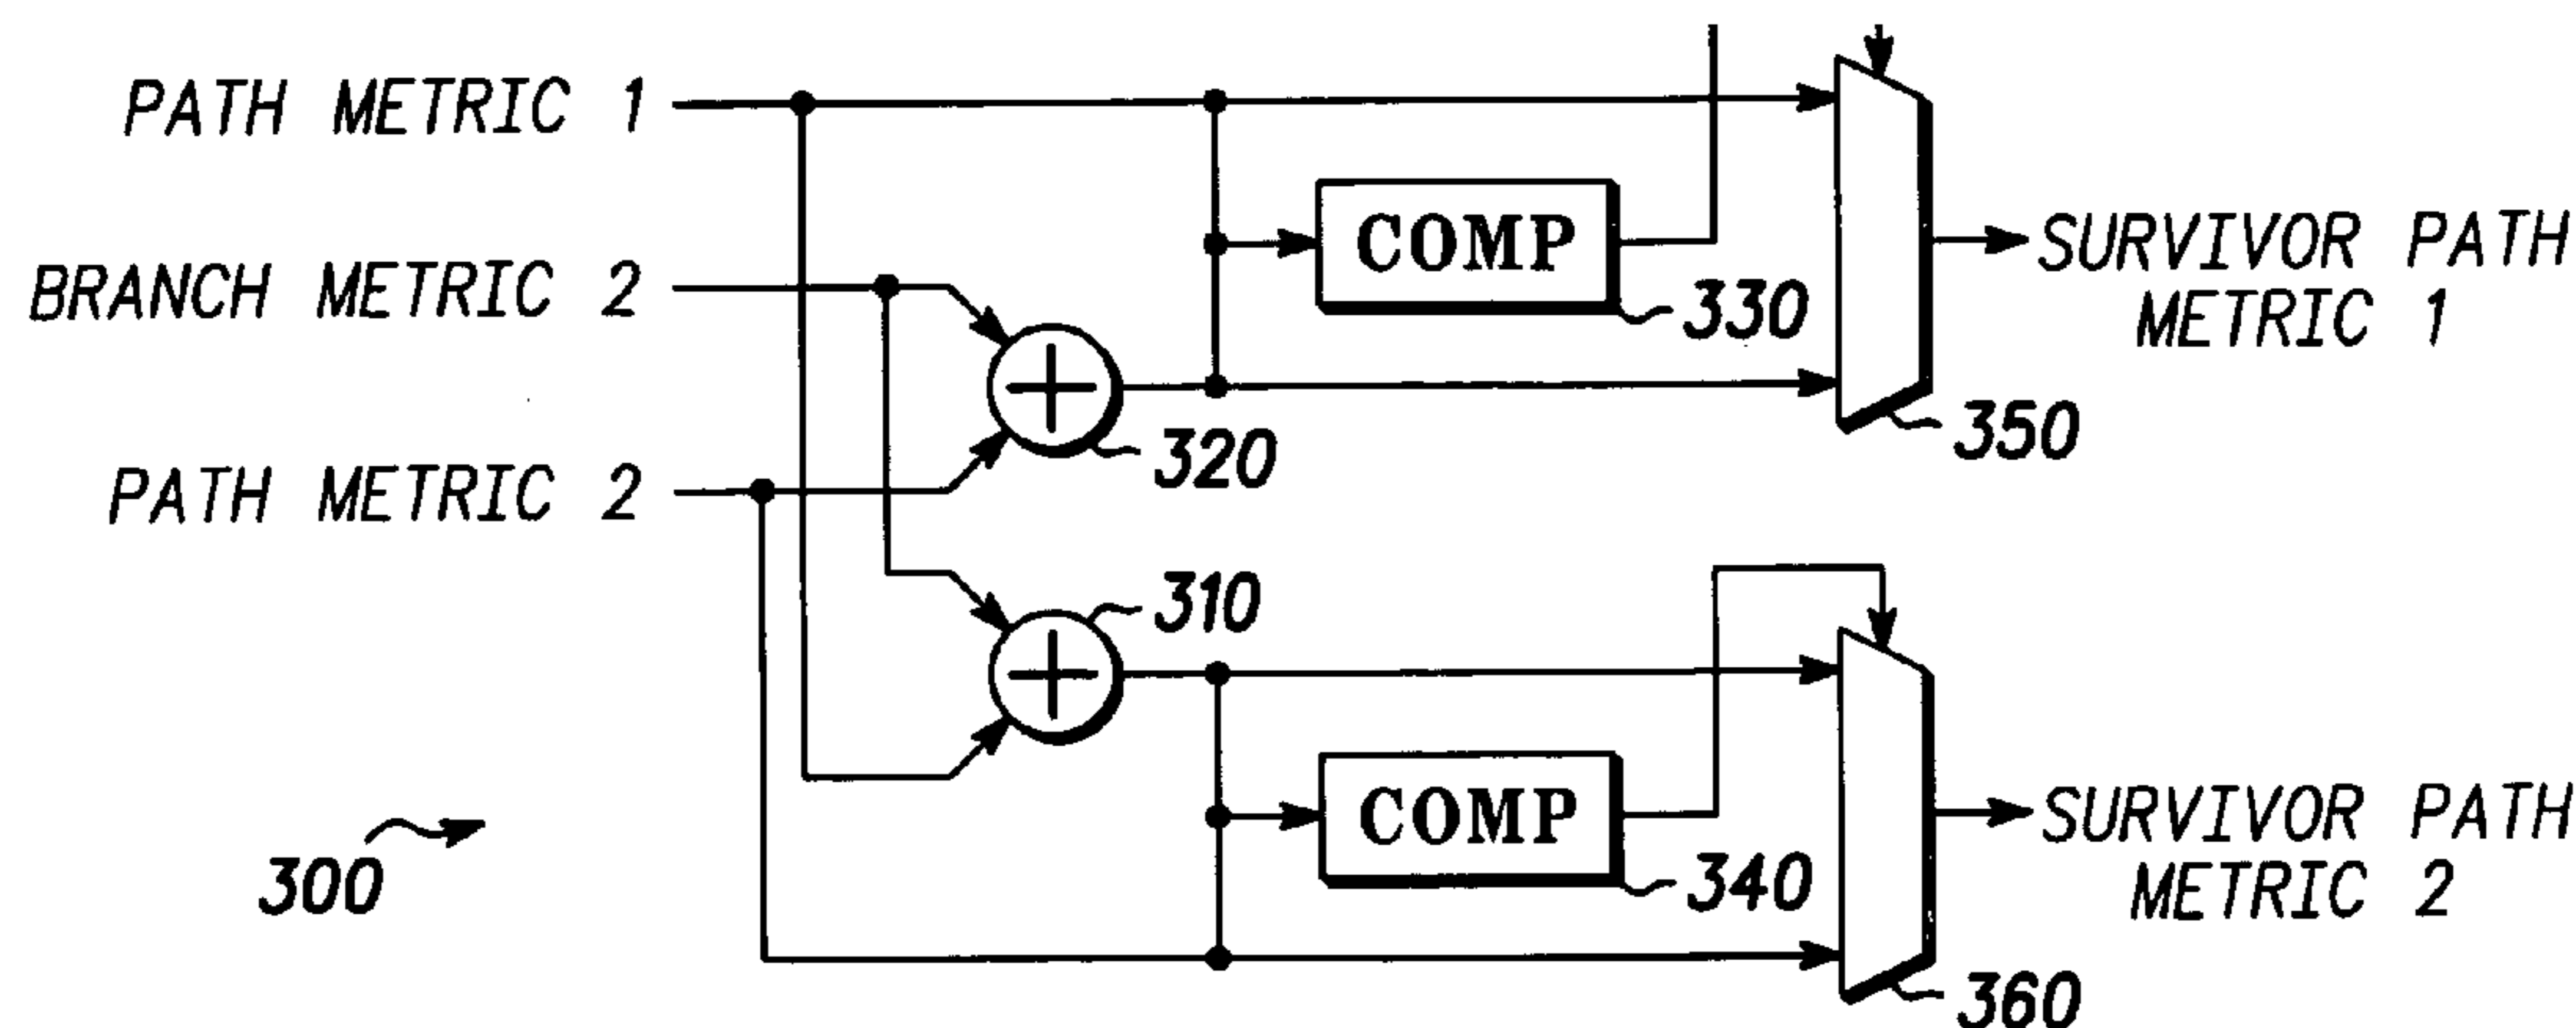 PATH METRIC 1
BRANCH METRIC 2
PATH METRIC 2
COMP
330
320
350
SURVIVOR PATH
METRIC 1
310
COMP
340
360
SURVIVOR PATH
METRIC 2
300